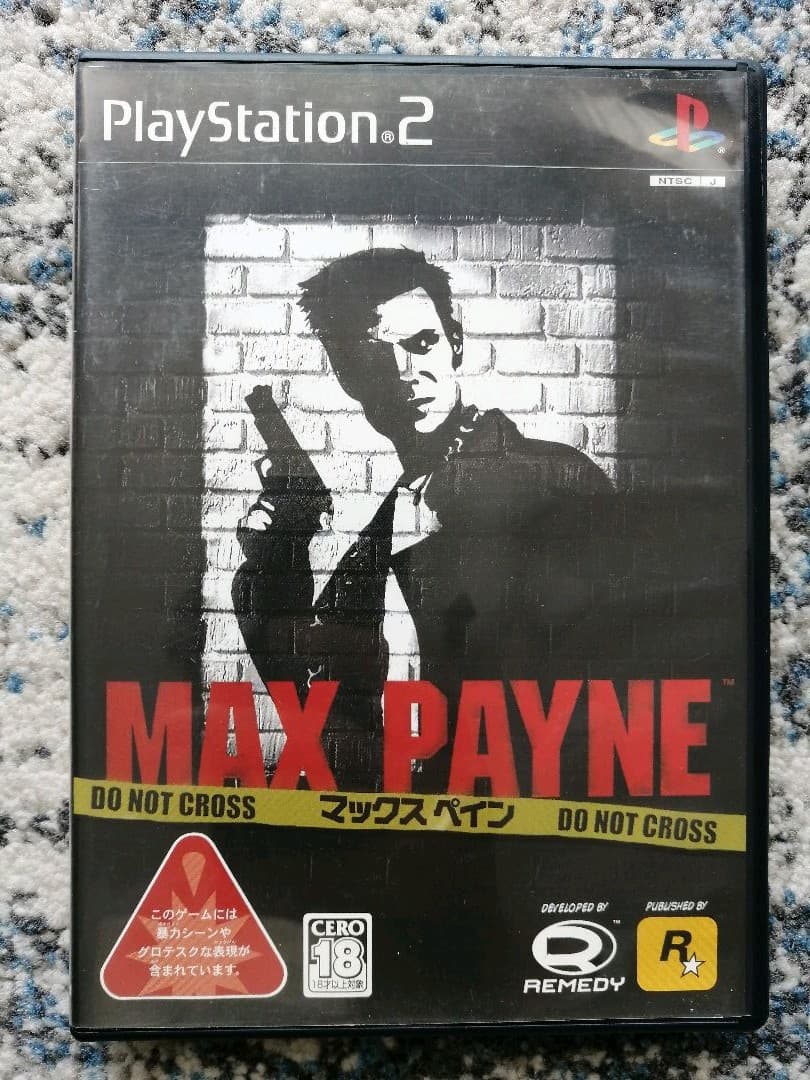 PlayStation®2
NTSC J
MAX PAYNE™
DO NOT CROSS マックス ペイン DO NOT CROSS
このゲームには
暴力シーンや
グロテスクな表現が
含まれています。
CERO
18
18才以上対象
DEVELOPED BY
REMEDY™
PUBLISHED BY
R